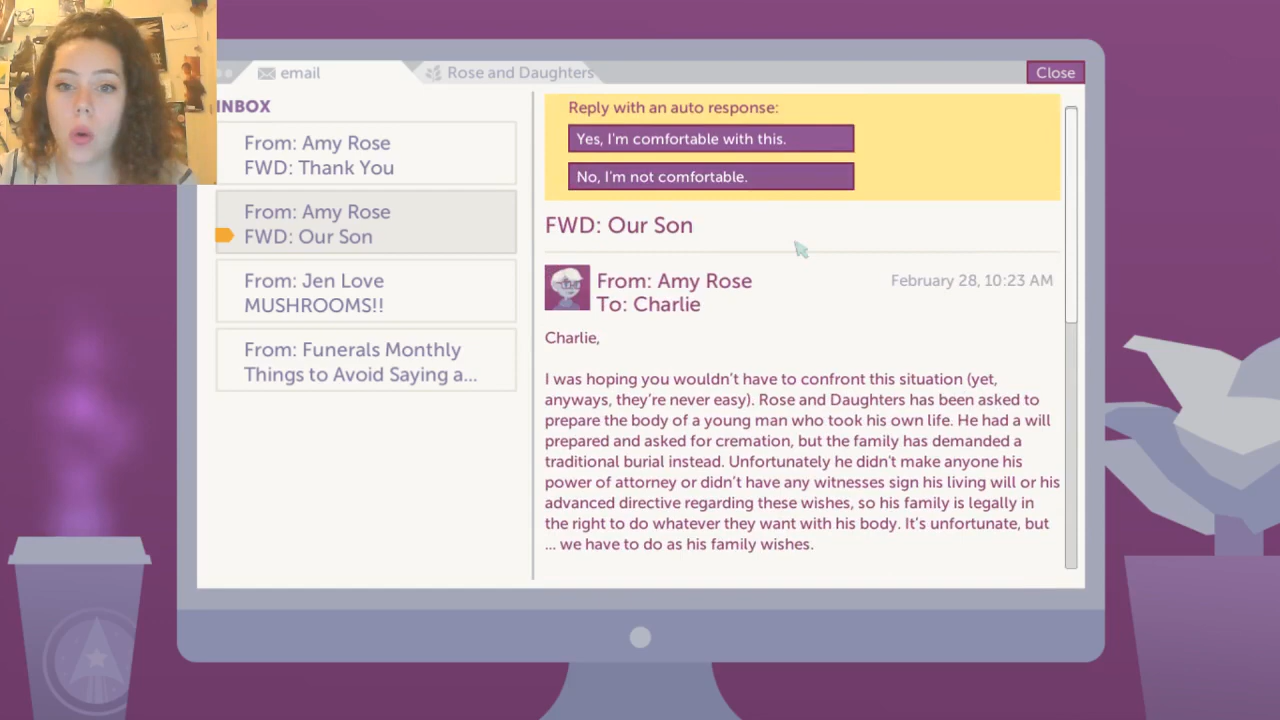 email
Rose and Daughters
Close
INBOX
From: Amy Rose
FWD: Thank You
From: Amy Rose
FWD: Our Son
From: Jen Love
MUSHROOMS!!
From: Funerals Monthly
Things to Avoid Saying a...
Reply with an auto response:
Yes, I'm comfortable with this.
No, I'm not comfortable.
FWD: Our Son
From: Amy Rose
To: Charlie
February 28, 10:23 AM
Charlie,
I was hoping you wouldn't have to confront this situation (yet,
anyways, they're never easy). Rose and Daughters has been asked to
prepare the body of a young man who took his own life. He had a will
prepared and asked for cremation, but the family has demanded a
traditional burial instead. Unfortunately he didn't make anyone his
power of attorney or didn't have any witnesses sign his living will or his
advanced directive regarding these wishes, so his family is legally in
the right to do whatever they want with his body. It's unfortunate, but
... we have to do as his family wishes.